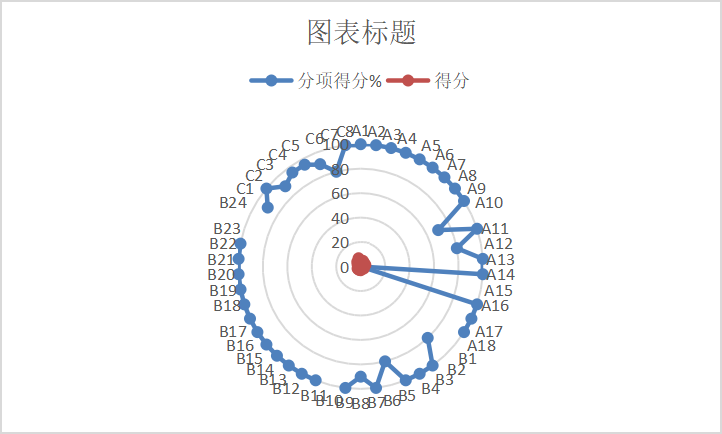 图表标题
分项得分% 得分
A1
A2
A3
A4
A5
A6
A7
A8
A9
A10
A11
A12
A13
A14
A15
A16
A17
A18
B1
B2
B3
B4
B5
B6
B7
B8
B9
B10
B11
B12
B13
B14
B15
B16
B17
B18
B19
B20
B21
B22
B23
B24
C1
C2
C3
C4
C5
C6
C7
C8
100
80
60
40
20
0